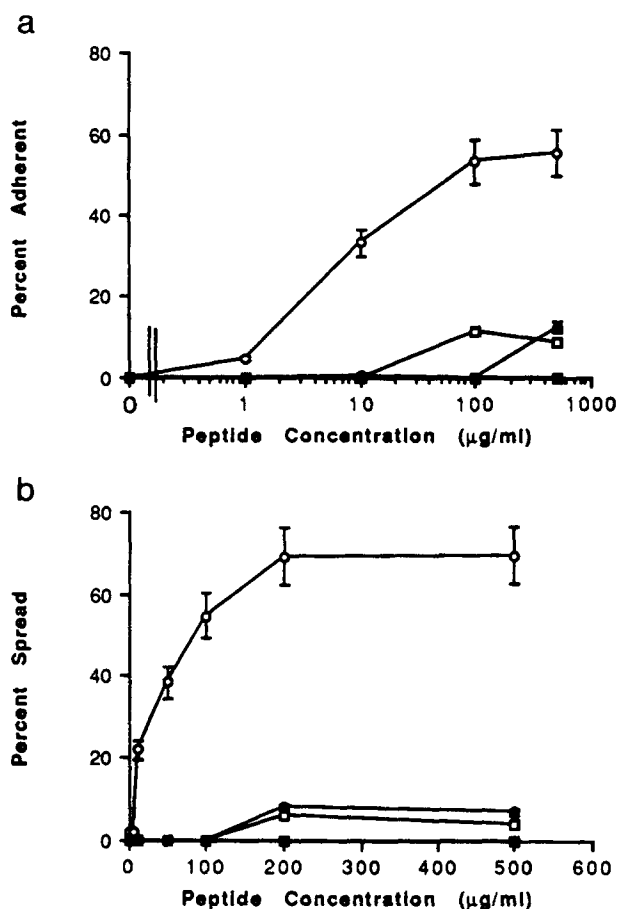 a
80
60
40
20
0
Percent Adherent
0 1 10 100 1000
Peptide Concentration (µg/ml)
b
80
60
40
20
0
Percent Spread
0 100 200 300 400 500 600
Peptide Concentration (µg/ml)